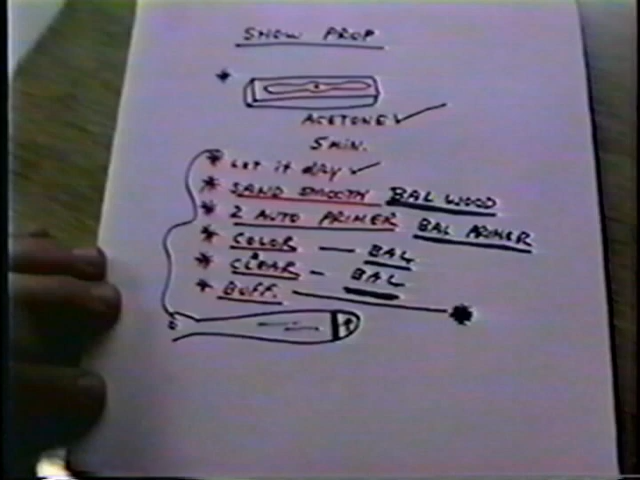 SHOW PROP
* 
ACETONE ✓
5 MIN.
* LET it dRY ✓
* SAND SMOOTH BAL WOOD
* 2 AUTO PRIMER BAL PRIMER
* COLOR — BAL
* CLEAR - BAL
* BUFF. — *